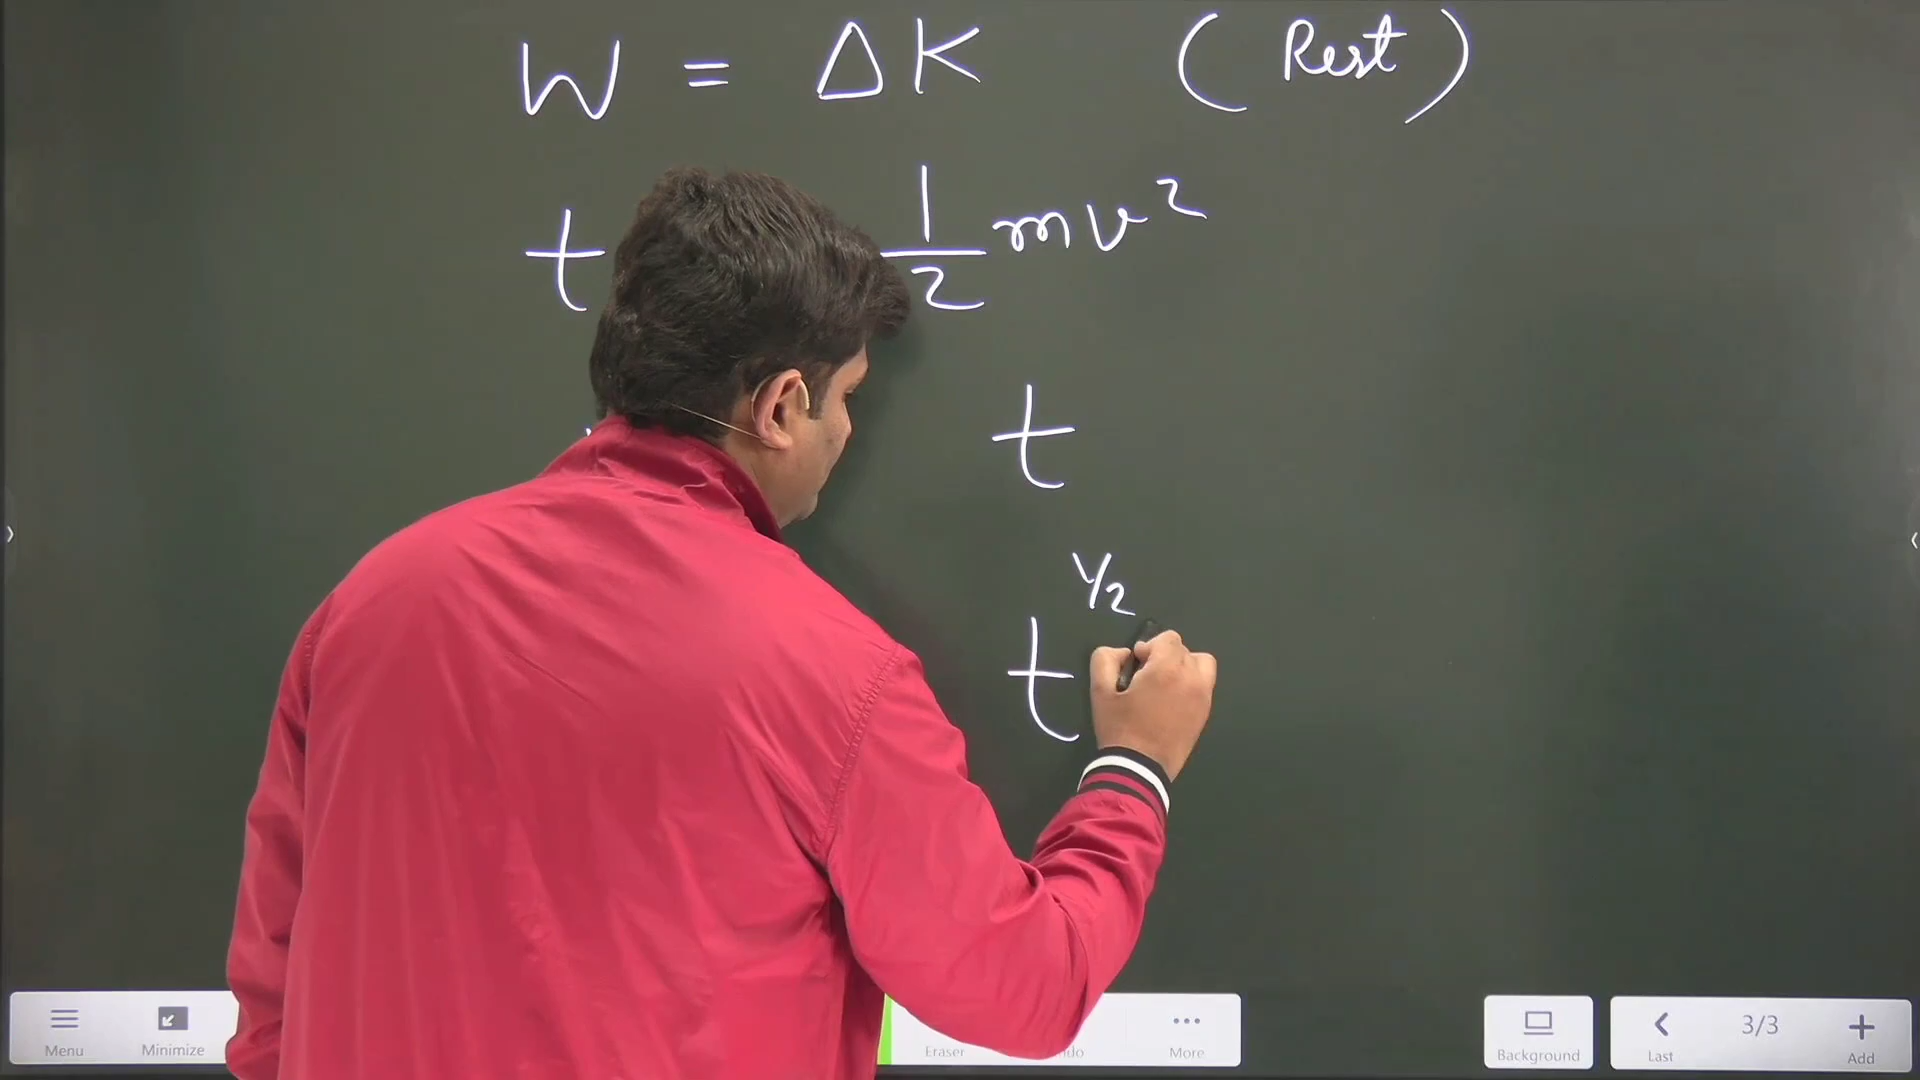 W = ΔK (Rest)
t 1/2 mv²
t
t^1/2
Menu Minimize Eraser More Background Last 3/3 Add